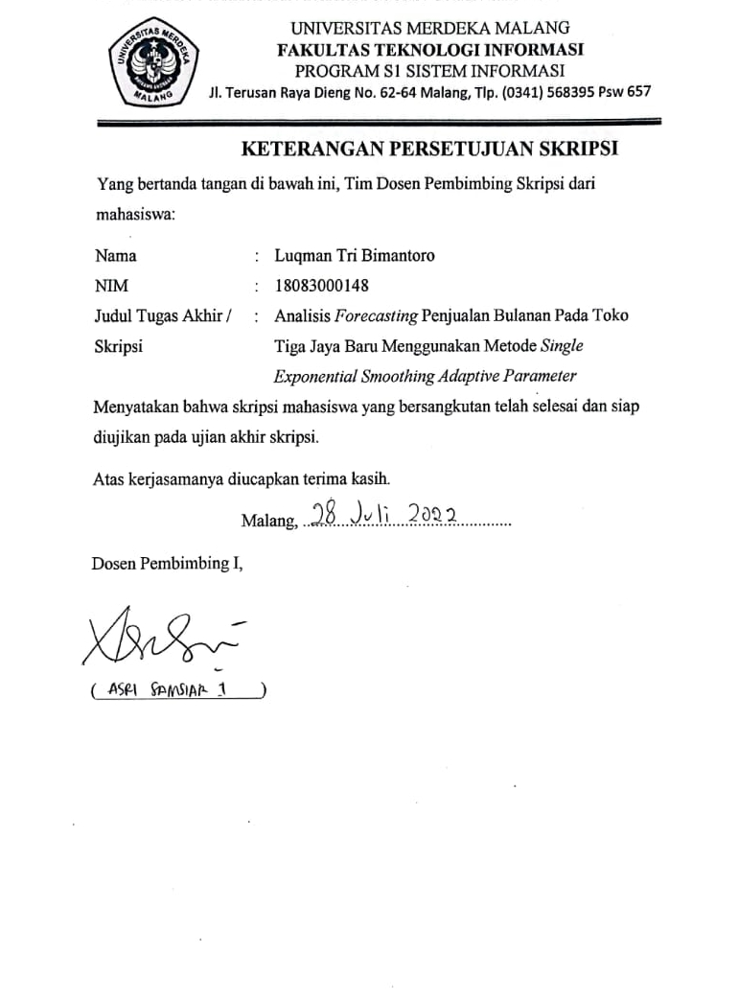 UNIVERSITAS MERDEKA
MALANG
UNIVERSITAS MERDEKA MALANG
FAKULTAS TEKNOLOGI INFORMASI
PROGRAM S1 SISTEM INFORMASI
Jl. Terusan Raya Dieng No. 62-64 Malang, Tlp. (0341) 568395 Psw 657
KETERANGAN PERSETUJUAN SKRIPSI
Yang bertanda tangan di bawah ini, Tim Dosen Pembimbing Skripsi dari
mahasiswa:
Nama : Luqman Tri Bimantoro
NIM : 18083000148
Judul Tugas Akhir / : Analisis Forecasting Penjualan Bulanan Pada Toko
Skripsi Tiga Jaya Baru Menggunakan Metode Single
Exponential Smoothing Adaptive Parameter
Menyatakan bahwa skripsi mahasiswa yang bersangkutan telah selesai dan siap
diujikan pada ujian akhir skripsi.
Atas kerjasamanya diucapkan terima kasih.
Malang, 28 Juli 2022
Dosen Pembimbing I,
( ASRI SAMSIAR J )